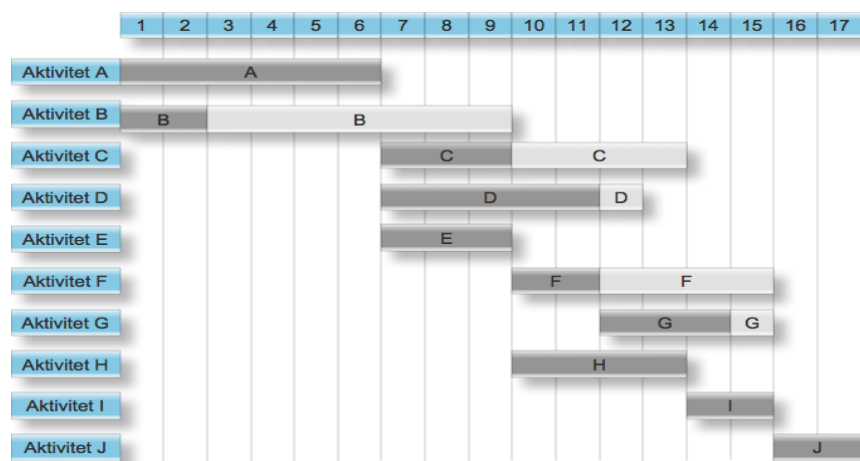 1 2 3 4 5 6 7 8 9 10 11 12 13 14 15 16 17
Aktivitet A A
Aktivitet B B B
Aktivitet C C C
Aktivitet D D D
Aktivitet E E
Aktivitet F F F
Aktivitet G G G
Aktivitet H H
Aktivitet I I
Aktivitet J J